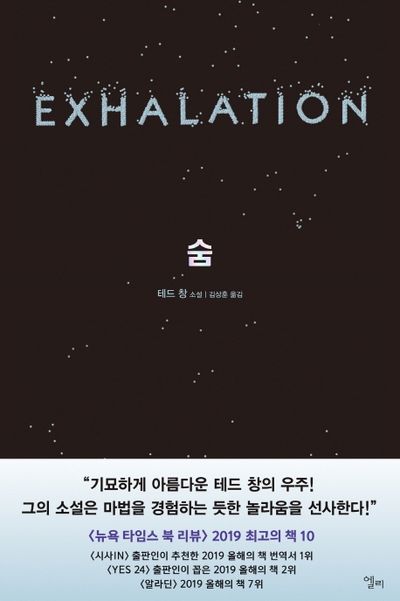 EXHALATION
숨
테드 창 소설 | 김상훈 옮김
“기묘하게 아름다운 테드 창의 우주!
그의 소설은 마법을 경험하는 듯한 놀라움을 선사한다!”
〈뉴욕 타임스 북 리뷰〉 2019 최고의 책 10
〈시사IN〉 출판인이 추천한 2019 올해의 책 번역서 1위
〈YES 24〉 출판인이 꼽은 2019 올해의 책 2위
〈알라딘〉 2019 올해의 책 7위
엘리